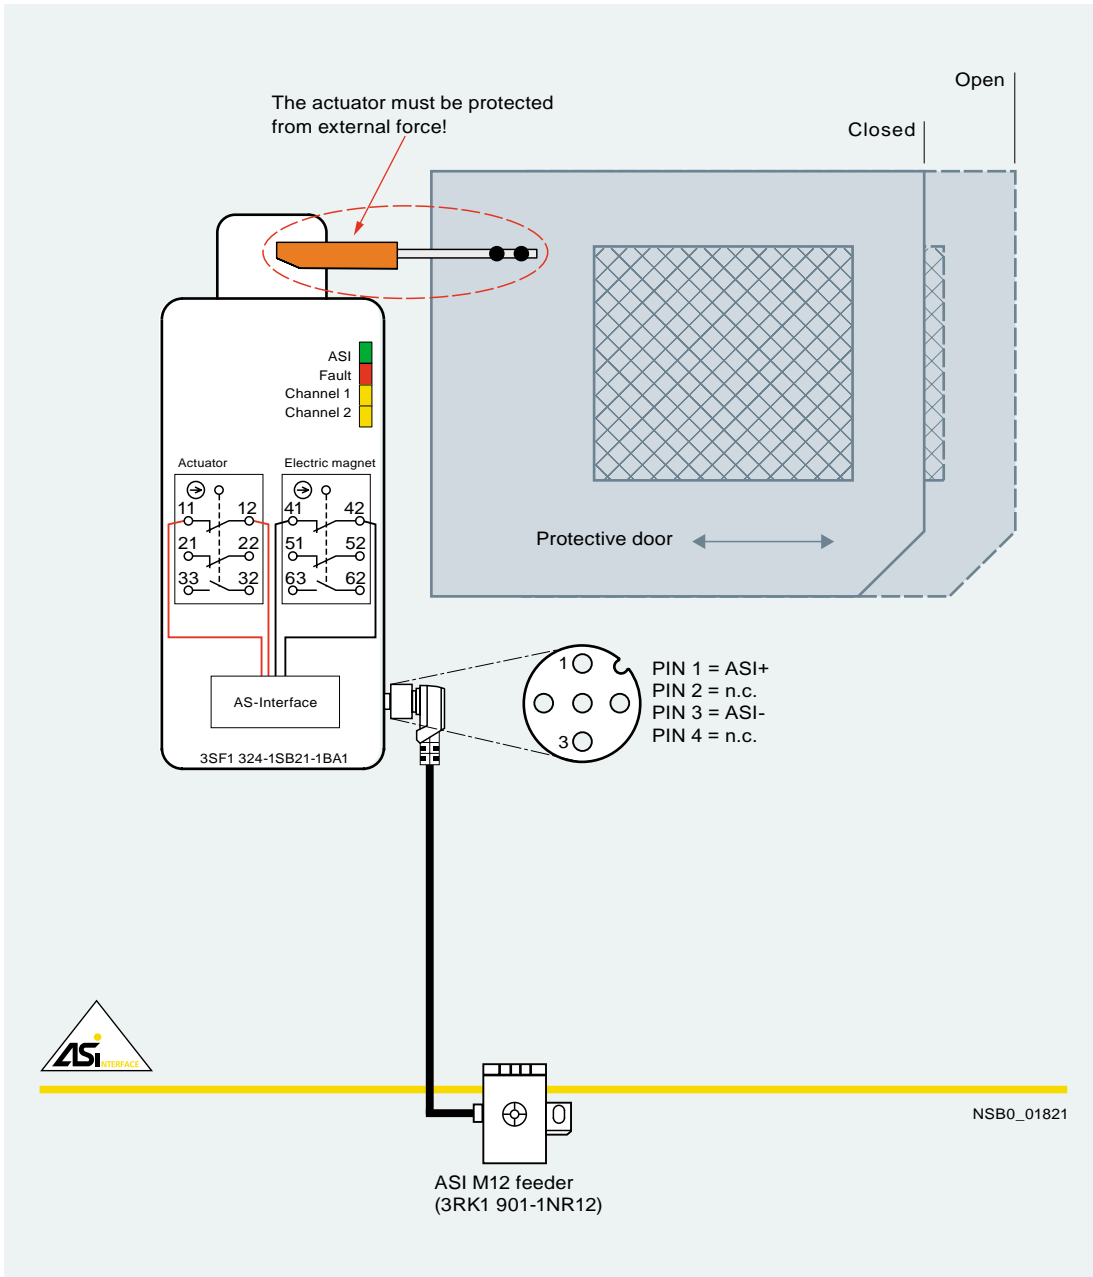 Open
The actuator must be protected
from external force!
Closed
ASI
Fault
Channel 1
Channel 2
Actuator
Electric magnet
11 12 41 42
21 22 51 52
33 32 63 62
Protective door
AS-Interface
3SF1 324-1SB21-1BA1
1
3
PIN 1 = ASI+
PIN 2 = n.c.
PIN 3 = ASI-
PIN 4 = n.c.
ASi INTERFACE
NSB0_01821
ASI M12 feeder
(3RK1 901-1NR12)